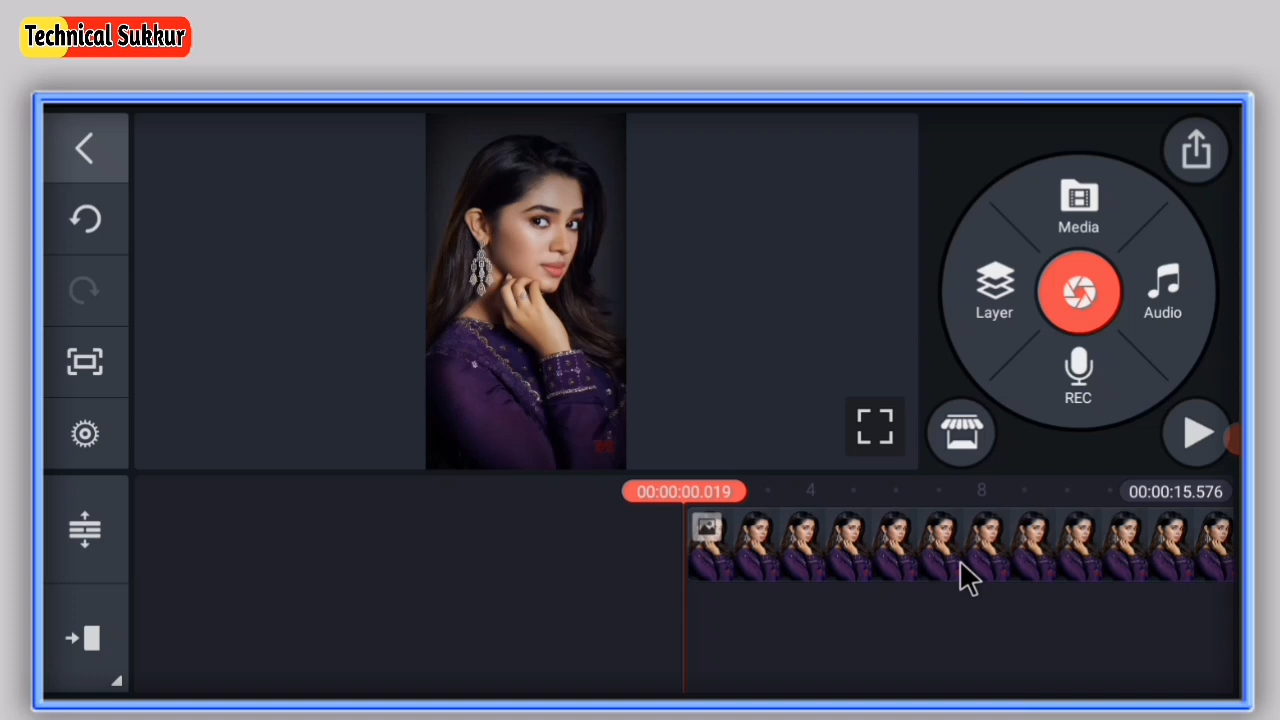 Technical Sukkur
Media
Layer
Audio
REC
00:00:00.019
4
8
00:00:15.576